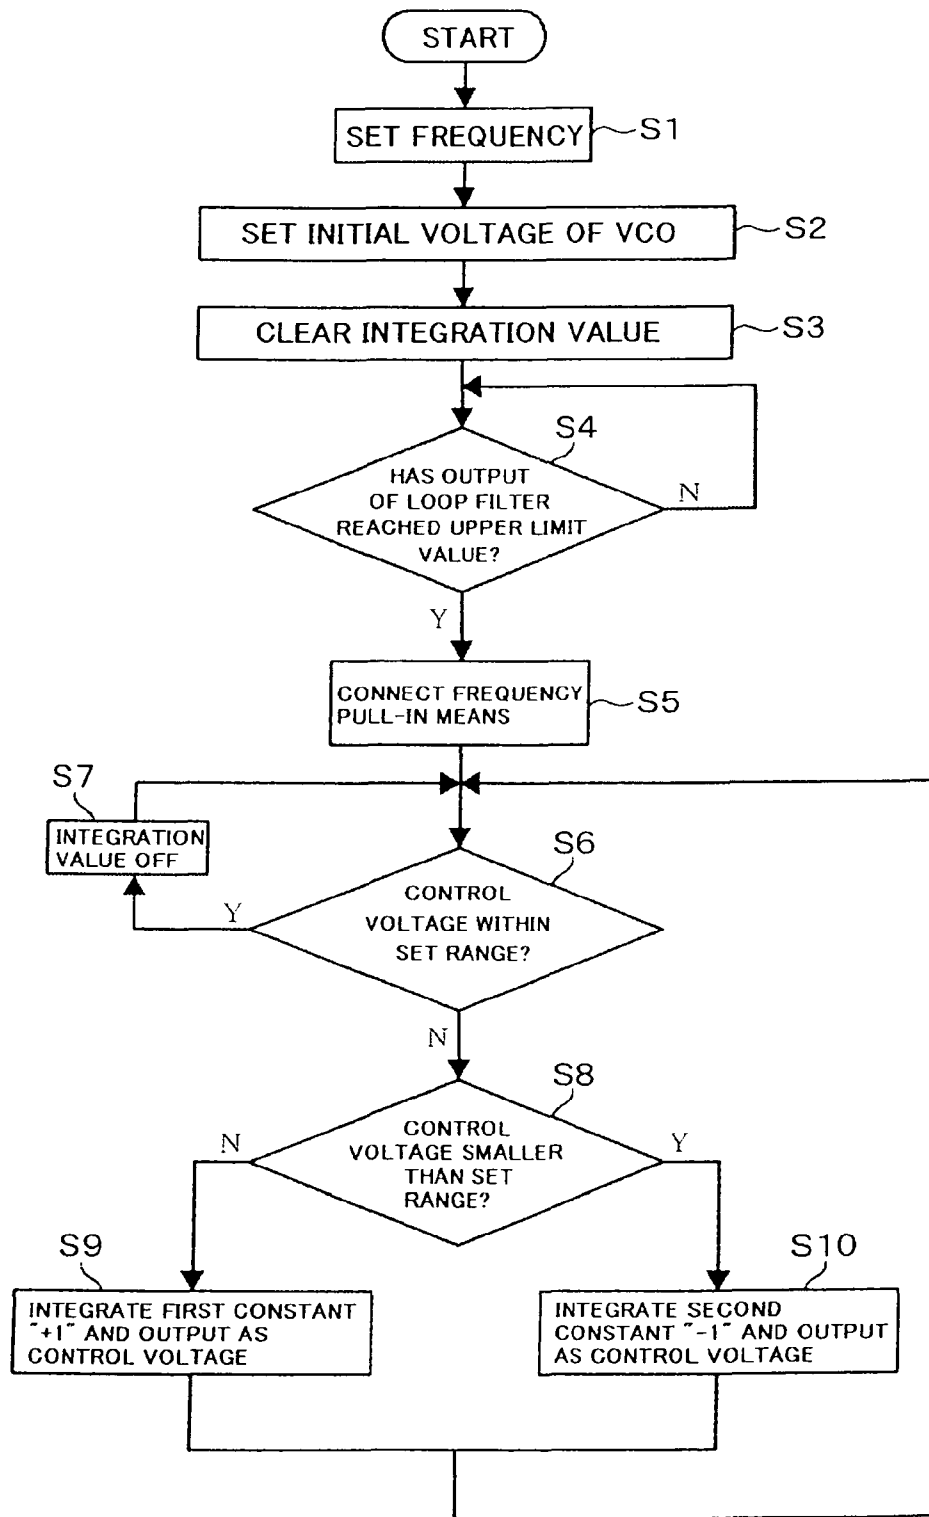 START
SET FREQUENCY
S1
SET INITIAL VOLTAGE OF VCO
S2
CLEAR INTEGRATION VALUE
S3
S4
HAS OUTPUT
OF LOOP FILTER
REACHED UPPER LIMIT
VALUE?
N
Y
CONNECT FREQUENCY
PULL-IN MEANS
S5
S7
INTEGRATION
VALUE OFF
S6
CONTROL
VOLTAGE WITHIN
SET RANGE?
Y
N
S8
CONTROL
VOLTAGE SMALLER
THAN SET
RANGE?
N
Y
S9
INTEGRATE FIRST CONSTANT
"+1" AND OUTPUT AS
CONTROL VOLTAGE
S10
INTEGRATE SECOND
CONSTANT "-1" AND OUTPUT
AS CONTROL VOLTAGE